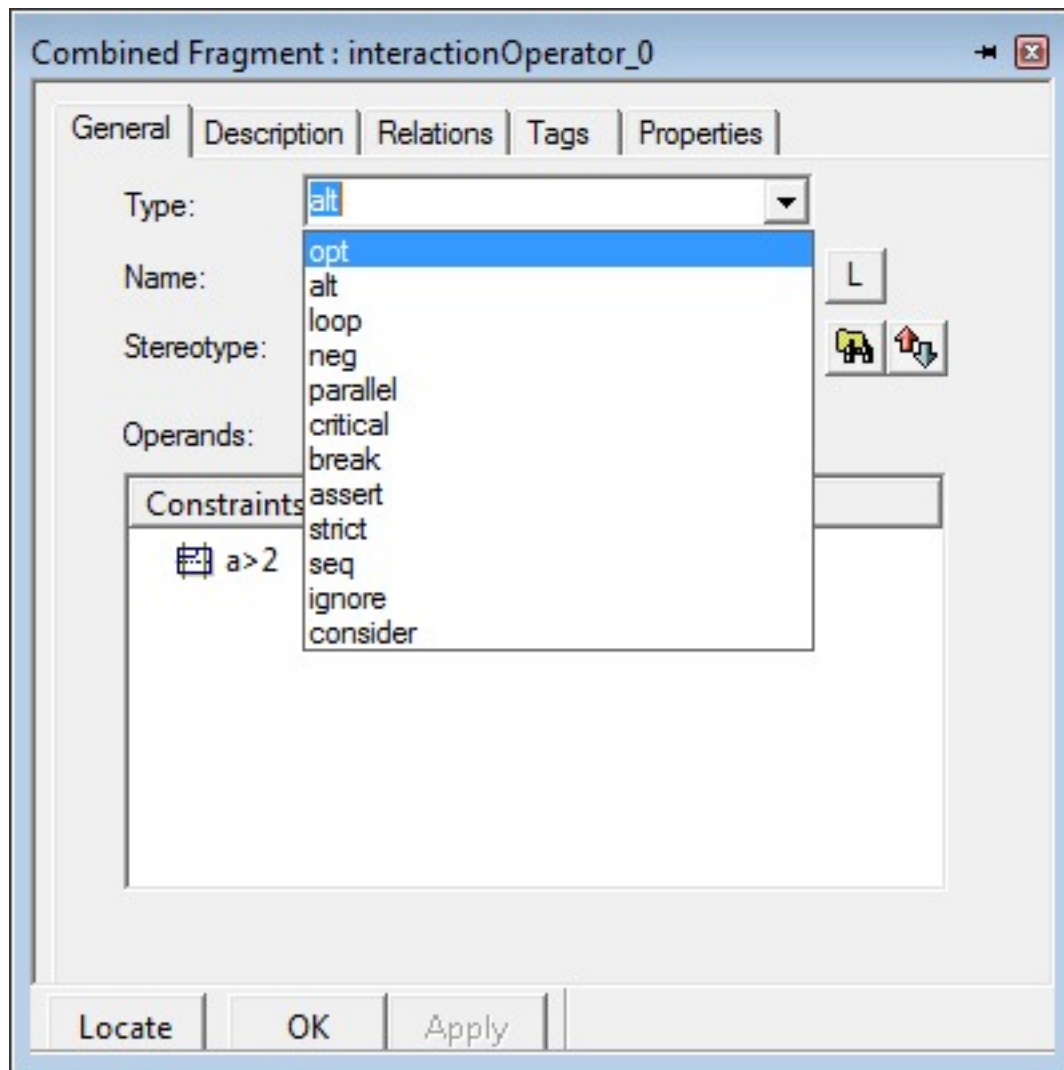 Combined Fragment : interactionOperator_0
General Description Relations Tags Properties
Type: alt
opt
Name: L
alt
loop
Stereotype:
neg
parallel
critical
Operands:
break
assert
Constraints
strict
a>2
seq
ignore
consider
Locate OK Apply